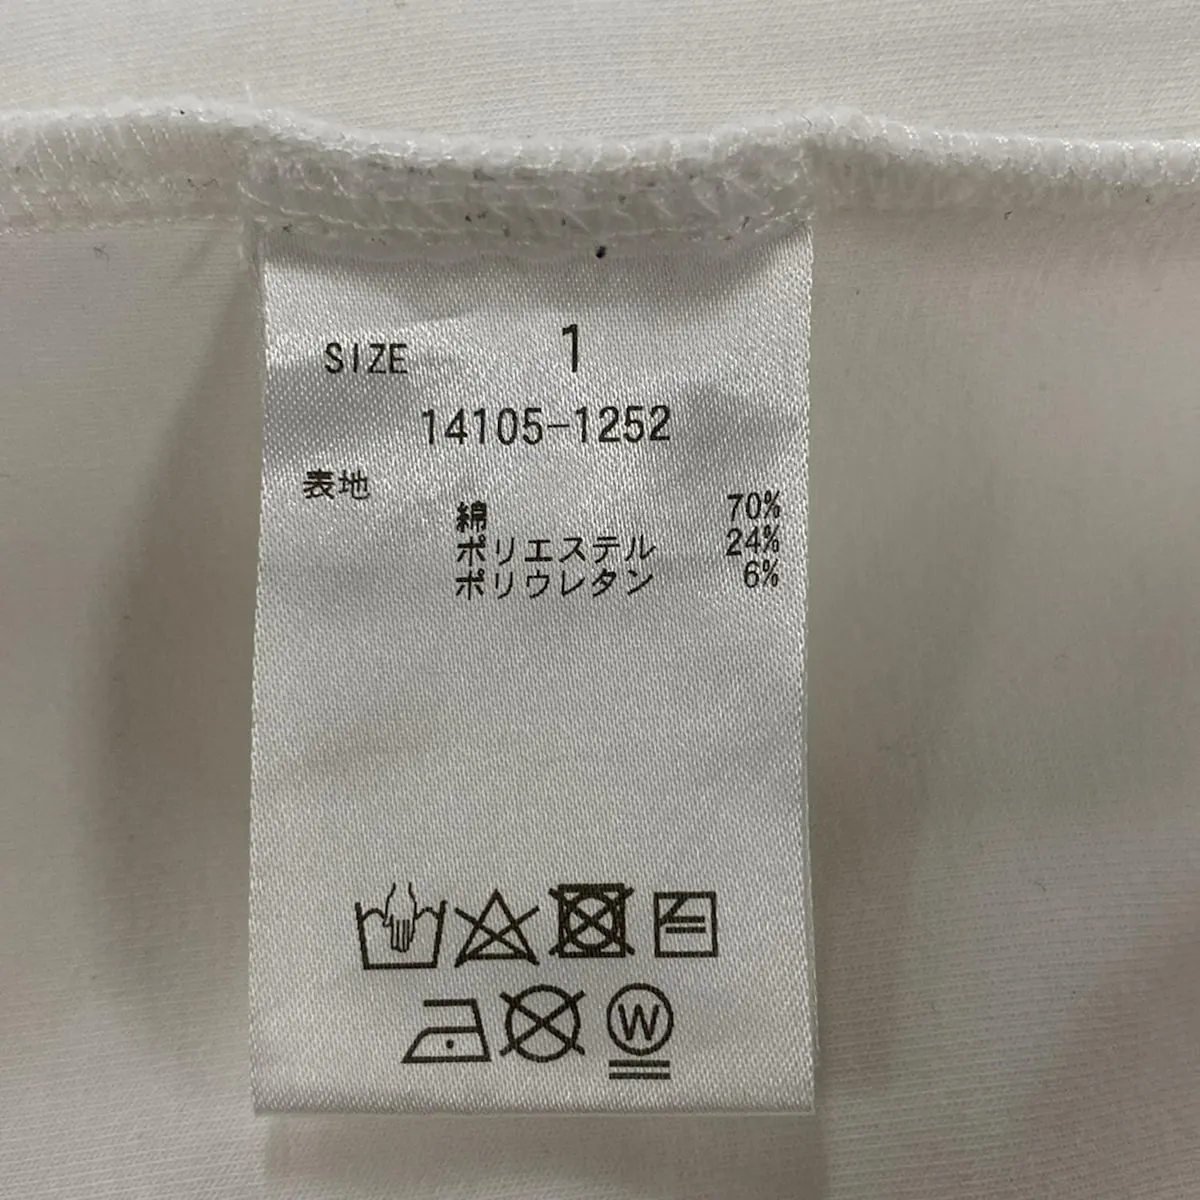 SIZE 1
14105-1252
表地
綿 70%
ポリエステル 24%
ポリウレタン 6%
W